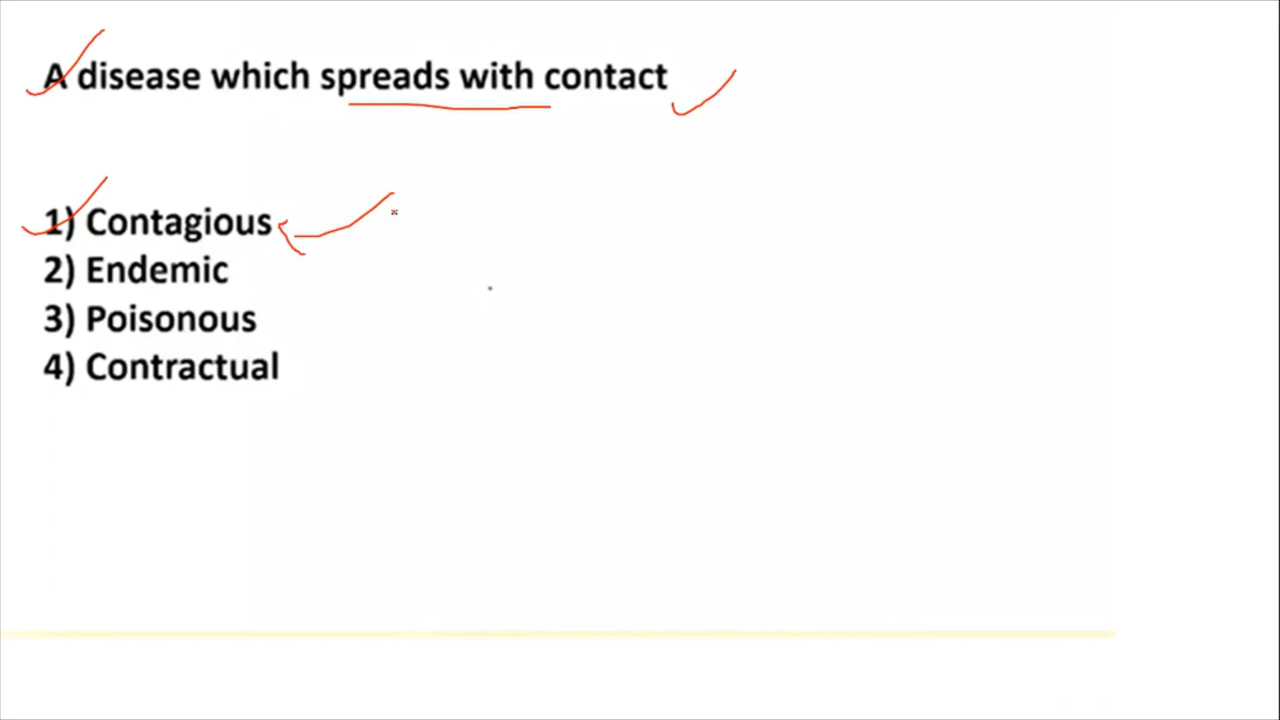 A disease which spreads with contact
1) Contagious
2) Endemic
3) Poisonous
4) Contractual